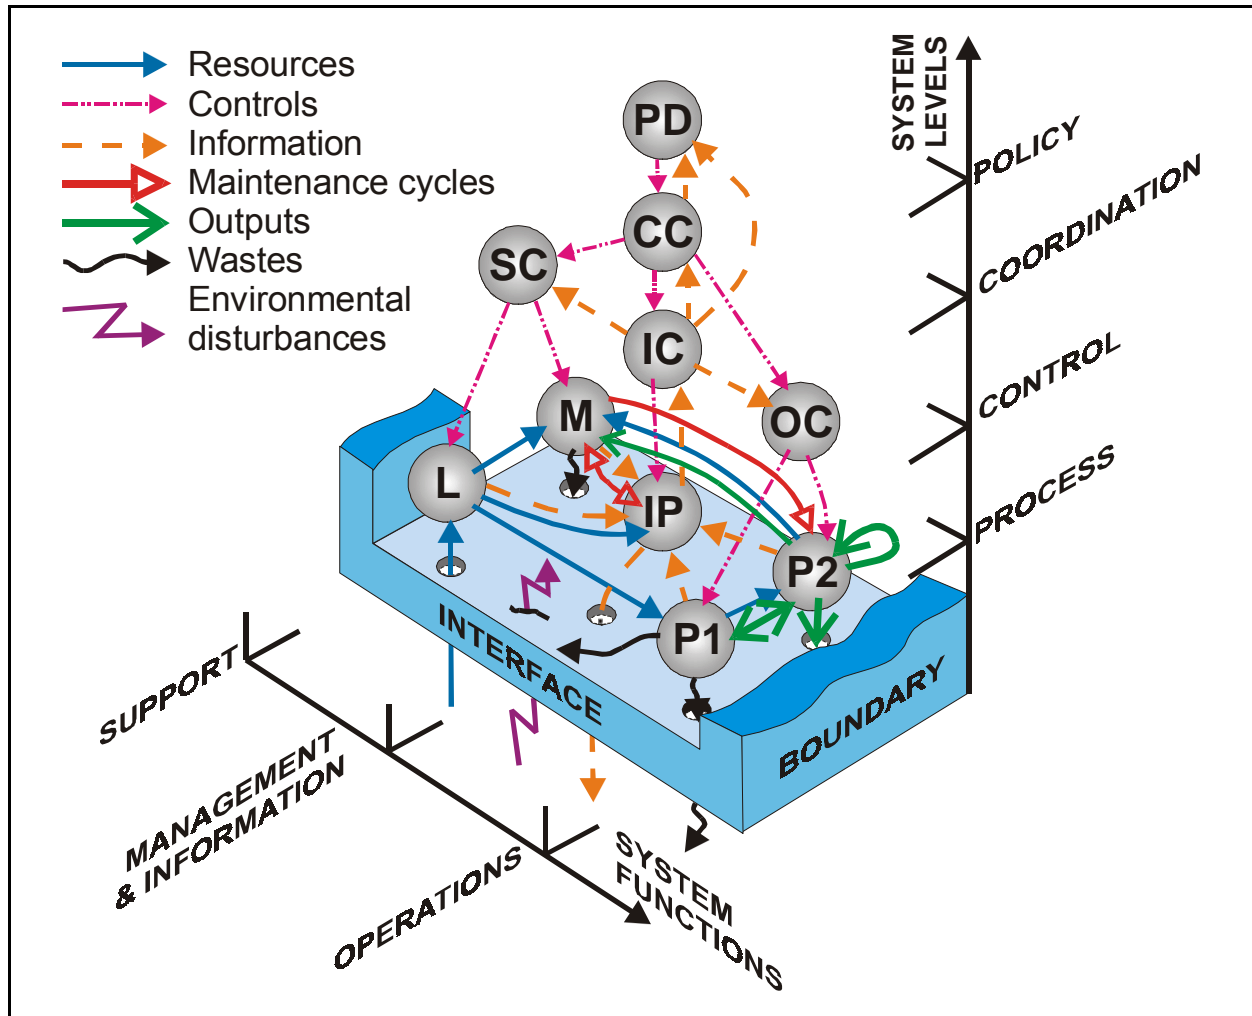 Resources
Controls
Information
Maintenance cycles
Outputs
Wastes
Environmental
disturbances
SYSTEM
LEVELS
POLICY
COORDINATION
CONTROL
PROCESS
PD
CC
SC
IC
M
OC
L
IP
P2
P1
INTERFACE
BOUNDARY
SUPPORT
MANAGEMENT
& INFORMATION
OPERATIONS
SYSTEM
FUNCTIONS